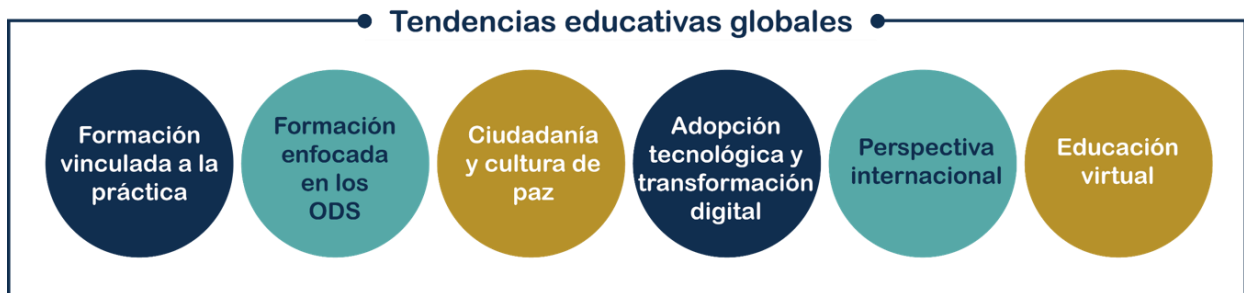 Tendencias educativas globales
Formación
vinculada a la
práctica
Formación
enfocada
en los
ODS
Ciudadanía
y cultura de
paz
Adopción
tecnológica y
transformación
digital
Perspectiva
internacional
Educación
virtual